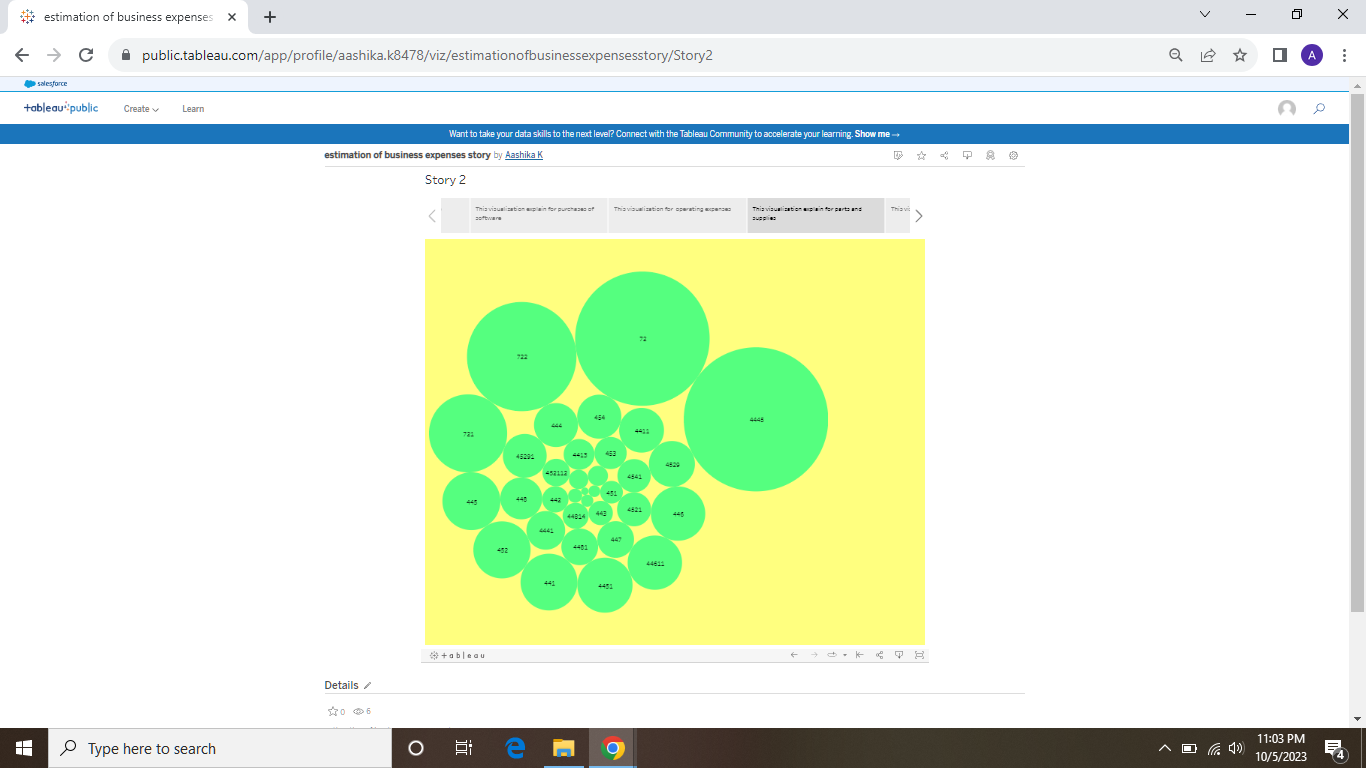 estimation of business expenses
public.tableau.com/app/profile/aashika.k8478/viz/estimationofbusinessexpensesstory/Story2
A
salesforce
+ableau public
Create
Learn
Want to take your data skills to the next level? Connect with the Tableau Community to accelerate your learning. Show me →
estimation of business expenses story by Aashika K
Story 2
This visualization explain for purchases of
software
This visualization for operating expenses
This visualization explain for parts and
supplies
This vi
72
722
4448
731
444
454
4411
45291
4413
453
4529
452112
4541
445
448
442
451
446
44814
443
4521
4441
452
4481
447
44611
441
4451
+ableau
Details
0
6
Type here to search
11:03 PM
10/5/2023
4